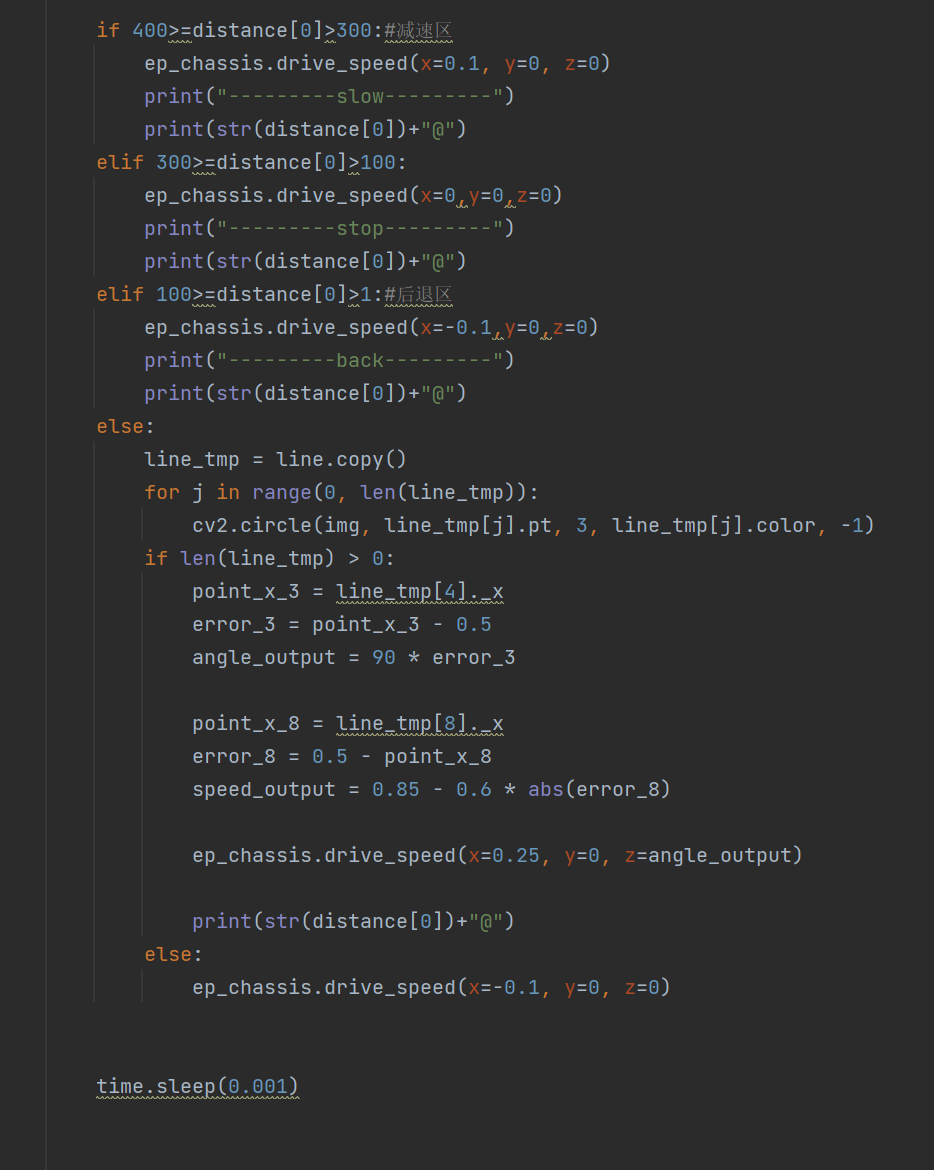 if 400>=distance[0]>300:#减速区
    ep_chassis.drive_speed(x=0.1, y=0, z=0)
    print("---------slow---------")
    print(str(distance[0])+"@")
elif 300>=distance[0]>100:
    ep_chassis.drive_speed(x=0,y=0,z=0)
    print("---------stop---------")
    print(str(distance[0])+"@")
elif 100>=distance[0]>1:#后退区
    ep_chassis.drive_speed(x=-0.1,y=0,z=0)
    print("---------back---------")
    print(str(distance[0])+"@")
else:
    line_tmp = line.copy()
    for j in range(0, len(line_tmp)):
        cv2.circle(img, line_tmp[j].pt, 3, line_tmp[j].color, -1)
    if len(line_tmp) > 0:
        point_x_3 = line_tmp[4]._x
        error_3 = point_x_3 - 0.5
        angle_output = 90 * error_3

        point_x_8 = line_tmp[8]._x
        error_8 = 0.5 - point_x_8
        speed_output = 0.85 - 0.6 * abs(error_8)

        ep_chassis.drive_speed(x=0.25, y=0, z=angle_output)

        print(str(distance[0])+"@")
    else:
        ep_chassis.drive_speed(x=-0.1, y=0, z=0)


time.sleep(0.001)